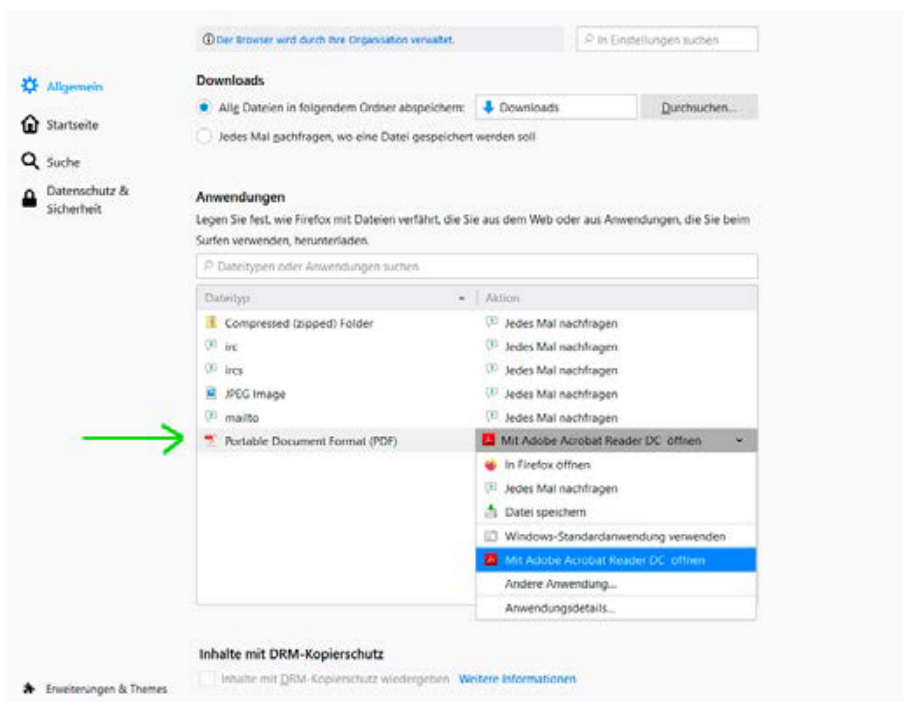 Der Browser wird durch Ihre Organisation verwaltet.
In Einstellungen suchen
Allgemein
Startseite
Suche
Datenschutz &
Sicherheit
Erweiterungen & Themes
Downloads
Alle Dateien in folgendem Ordner abspeichern:
Downloads
Durchsuchen...
Jedes Mal nachfragen, wo eine Datei gespeichert werden soll
Anwendungen
Legen Sie fest, wie Firefox mit Dateien verfährt, die Sie aus dem Web oder aus Anwendungen, die Sie beim
Surfen verwenden, herunterladen.
Dateitypen oder Anwendungen suchen
Dateityp
Aktion
Compressed (zipped) Folder
Jedes Mal nachfragen
irc
Jedes Mal nachfragen
ircs
Jedes Mal nachfragen
JPEG Image
Jedes Mal nachfragen
mailto
Jedes Mal nachfragen
Portable Document Format (PDF)
Mit Adobe Acrobat Reader DC öffnen
In Firefox öffnen
Jedes Mal nachfragen
Datei speichern
Windows-Standardanwendung verwenden
Mit Adobe Acrobat Reader DC öffnen
Andere Anwendung...
Anwendungsdetails...
Inhalte mit DRM-Kopierschutz
Inhalte mit DRM-Kopierschutz wiedergeben
Weitere Informationen